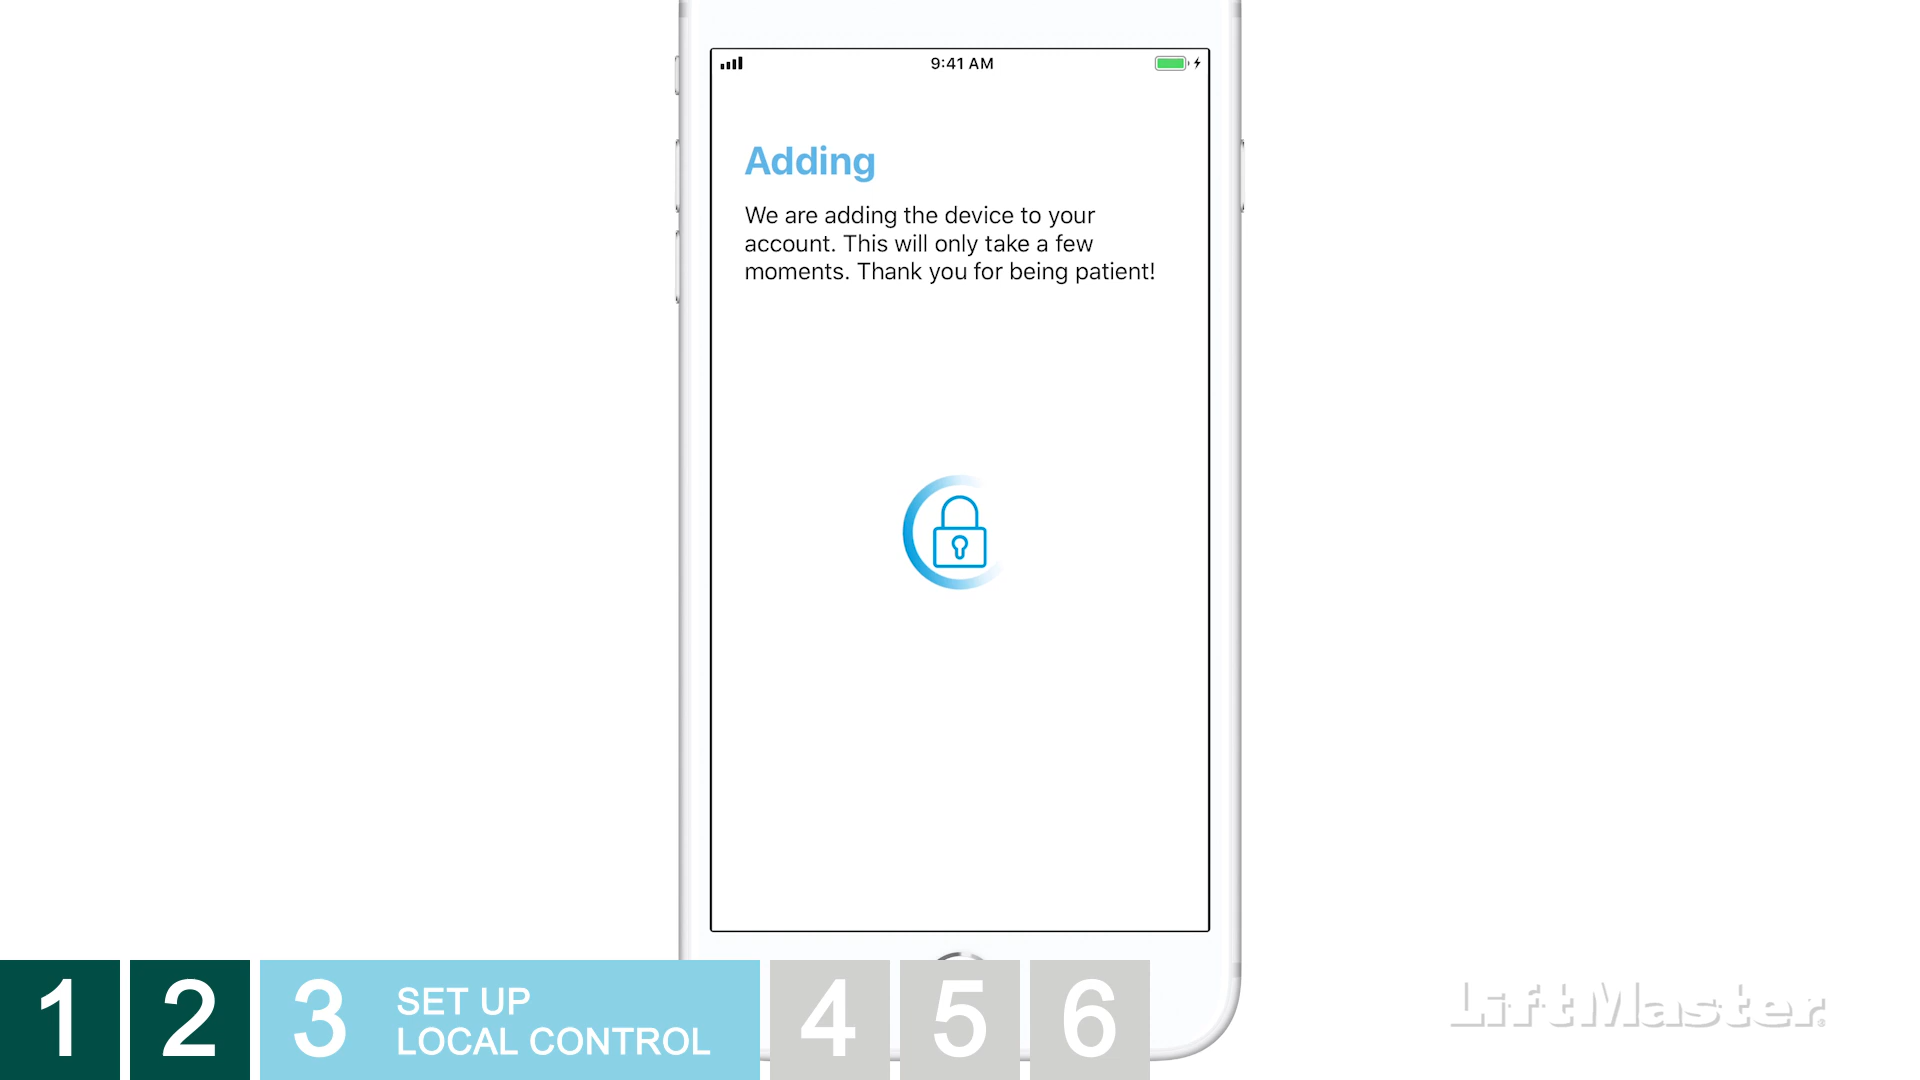 9:41 AM
Adding
We are adding the device to your
account. This will only take a few
moments. Thank you for being patient!
1
2
3
SET UP
LOCAL CONTROL
4
5
6
LiftMaster®